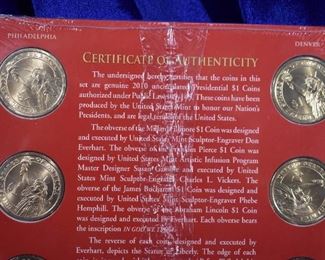 PHILADELPHIA
DENVER
CERTIFICATE OF AUTHENTICITY
The undersigned hereby certifies that the coins in this
set are genuine 2010 uncirculated Presidential $1 Coins
authorized under Public Law 109-145. These coins have
been produced by the United States Mint to honor our
Nation's Presidents, and are legal tender of the United States.
The obverse of the Millard Fillmore $1 Coin was designed
and executed by United States Mint Sculptor-Engraver Don
Everhart. The obverse of the Franklin Pierce $1 Coin was
designed by United States Mint Artistic Infusion Program
Master Designer Susan Gamble and executed by United
States Mint Sculptor-Engraver Charles L. Vickers. The
obverse of the James Buchanan $1 Coin was designed and
executed by United States Mint Sculptor-Engraver Phebe
Hemphill. The obverse of the Abraham Lincoln $1 Coin was
designed and executed by Everhart. Each obverse bears
the inscription IN GOD WE TRUST.
The reverse of each coin, designed and executed by
Everhart, depicts the Statue of Liberty. The edge of each